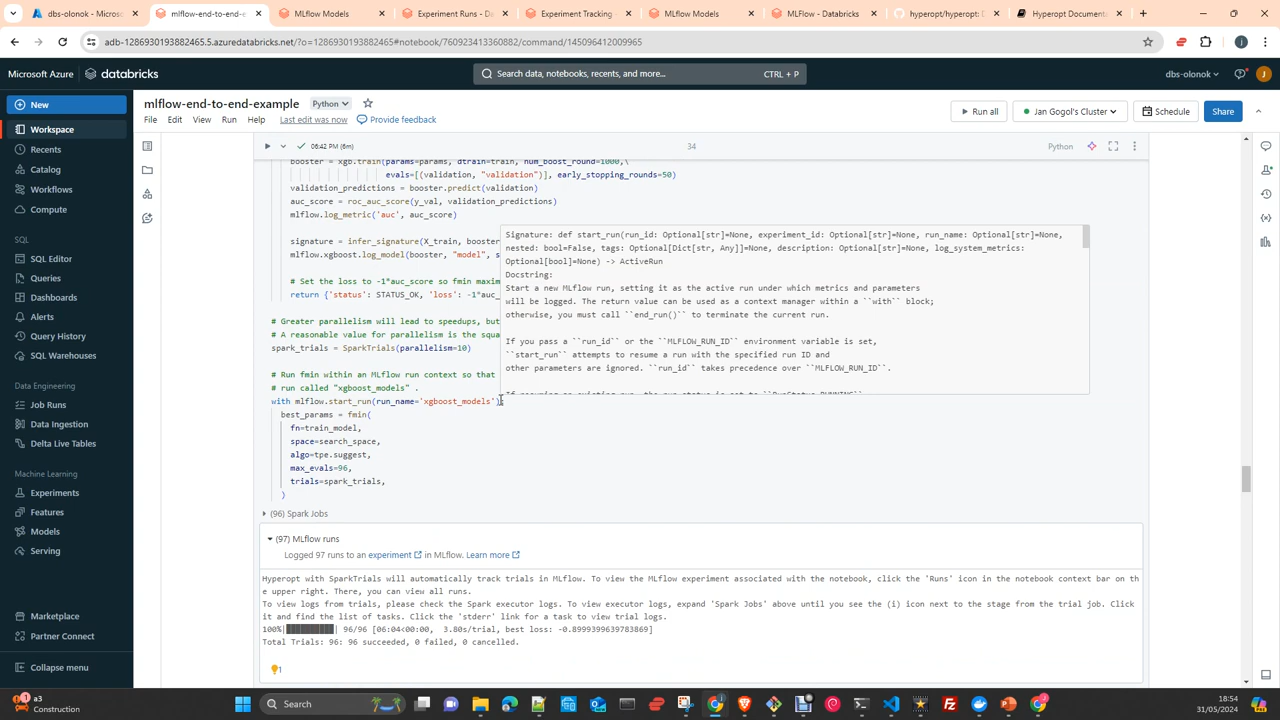 dbs-olonok - Micros
mlflow-end-to-end-e
MLflow Models
Experiment Runs - Da
Experiment Tracking
MLflow Models
MLflow - Databricks
hyperopt/hyperopt: D
Hyperopt Documenta
adb-1286930193882465.5.azuredatabricks.net/?o=1286930193882465#notebook/760923413360882/command/145096412009965
Microsoft Azure
databricks
Search data, notebooks, recents, and more...
CTRL + P
dbs-olonok
J
New
Workspace
Recents
Catalog
Workflows
Compute
SQL
SQL Editor
Queries
Dashboards
Alerts
Query History
SQL Warehouses
Data Engineering
Job Runs
Data Ingestion
Delta Live Tables
Machine Learning
Experiments
Features
Models
Serving
Marketplace
Partner Connect
Collapse menu
mlflow-end-to-end-example
Python
File Edit View Run Help Last edit was now Provide feedback
Run all
Jan Gogol's Cluster
Schedule
Share
06:42 PM (6m)
34
Python
booster = xgb.train(params=params, dtrain=train, num_boost_round=1000,\
evals=[(validation, "validation")], early_stopping_rounds=50)
validation_predictions = booster.predict(validation)
auc_score = roc_auc_score(y_val, validation_predictions)
mlflow.log_metric('auc', auc_score)
signature = infer_signature(X_train, booster
mlflow.xgboost.log_model(booster, "model", s
# Set the loss to -1*auc_score so fmin maxim
return {'status': STATUS_OK, 'loss': -1*auc_
# Greater parallelism will lead to speedups, but
# A reasonable value for parallelism is the squa
spark_trials = SparkTrials(parallelism=10)
# Run fmin within an MLflow run context so that
# run called "xgboost_models" .
with mlflow.start_run(run_name='xgboost_models'):
best_params = fmin(
fn=train_model,
space=search_space,
algo=tpe.suggest,
max_evals=96,
trials=spark_trials,
)
Signature: def start_run(run_id: Optional[str]=None, experiment_id: Optional[str]=None, run_name: Optional[str]=None,
nested: bool=False, tags: Optional[Dict[str, Any]]=None, description: Optional[str]=None, log_system_metrics:
Optional[bool]=None) -> ActiveRun
Docstring:
Start a new MLflow run, setting it as the active run under which metrics and parameters
will be logged. The return value can be used as a context manager within a ``with`` block;
otherwise, you must call ``end_run()`` to terminate the current run.
If you pass a ``run_id`` or the ``MLFLOW_RUN_ID`` environment variable is set,
``start_run`` attempts to resume a run with the specified run ID and
other parameters are ignored. ``run_id`` takes precedence over ``MLFLOW_RUN_ID``.
If resuming an existing run, the run status is set to ``RunStatus.RUNNING``.
(96) Spark Jobs
(97) MLflow runs
Logged 97 runs to an experiment in MLflow. Learn more
Hyperopt with SparkTrials will automatically track trials in MLflow. To view the MLflow experiment associated with the notebook, click the 'Runs' icon in the notebook context bar on th
e upper right. There, you can view all runs.
To view logs from trials, please check the Spark executor logs. To view executor logs, expand 'Spark Jobs' above until you see the (i) icon next to the stage from the trial job. Click
it and find the list of tasks. Click the 'stderr' link for a task to view trial logs.
100%|██████████| 96/96 [06:04<00:00, 3.80s/trial, best loss: -0.8999399639783869]
Total Trials: 96: 96 succeeded, 0 failed, 0 cancelled.
1
a3
Construction
Search
18:54
31/05/2024